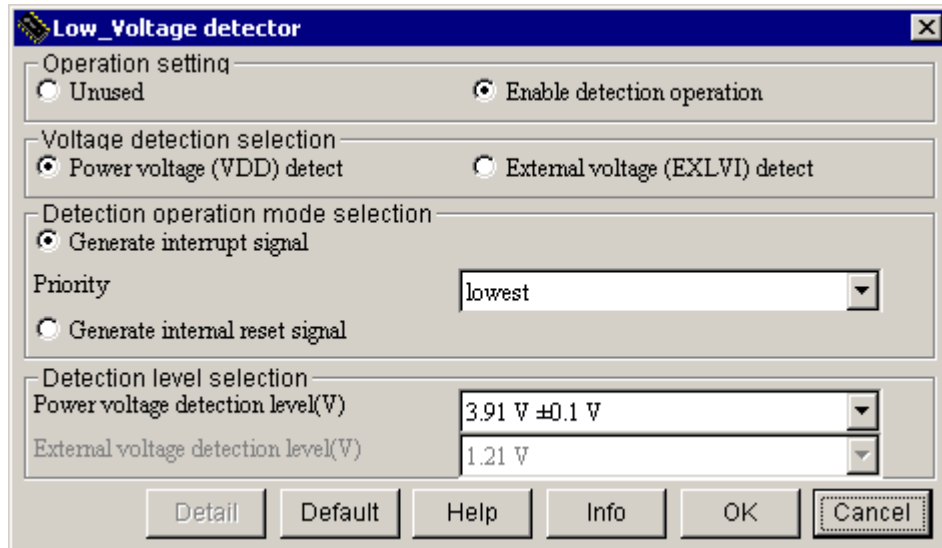 Low_Voltage detector
Operation setting
Unused Enable detection operation
Voltage detection selection
Power voltage (VDD) detect External voltage (EXLVI) detect
Detection operation mode selection
Generate interrupt signal
Priority lowest
Generate internal reset signal
Detection level selection
Power voltage detection level(V) 3.91 V ±0.1 V
External voltage detection level(V) 1.21 V
Detail Default Help Info OK Cancel